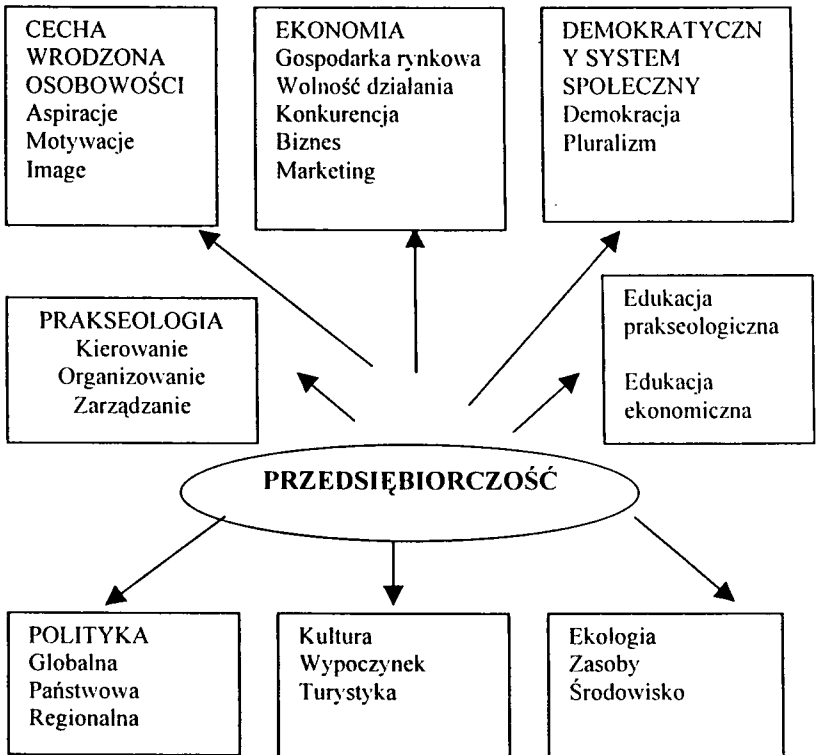 CECHA
WRODZONA
OSOBOWOŚCI
Aspiracje
Motywacje
Image
EKONOMIA
Gospodarka rynkowa
Wolność działania
Konkurencja
Biznes
Marketing
DEMOKRATYCZN
Y SYSTEM
SPOŁECZNY
Demokracja
Pluralizm
PRAKSEOLOGIA
Kierowanie
Organizowanie
Zarządzanie
Edukacja
prakseologiczna
Edukacja
ekonomiczna
PRZEDSIĘBIORCZOŚĆ
POLITYKA
Globalna
Państwowa
Regionalna
Kultura
Wypoczynek
Turystyka
Ekologia
Zasoby
Środowisko